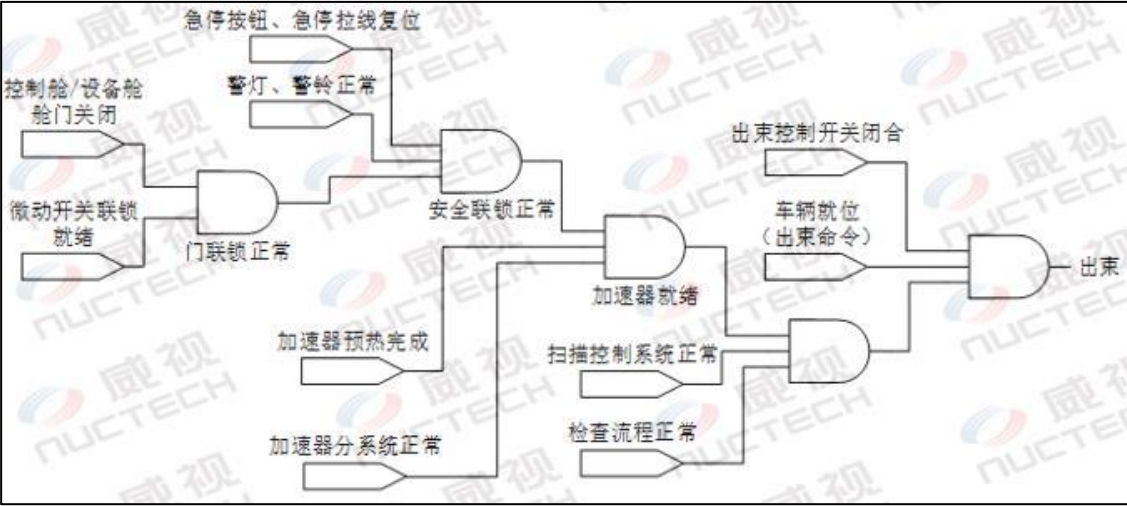 急停按钮、急停拉线复位
警灯、警铃正常
控制舱/设备舱
舱门关闭
微动开关联锁
就绪
门联锁正常
安全联锁正常
加速器预热完成
加速器分系统正常
加速器就绪
扫描控制系统正常
检查流程正常
出束控制开关闭合
车辆就位
(出束命令)
出束
威视
NUCTECH